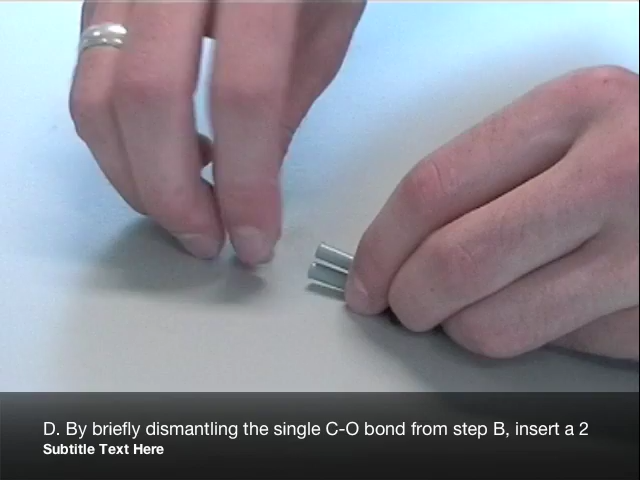 D. By briefly dismantling the single C-O bond from step B, insert a 2
Subtitle Text Here